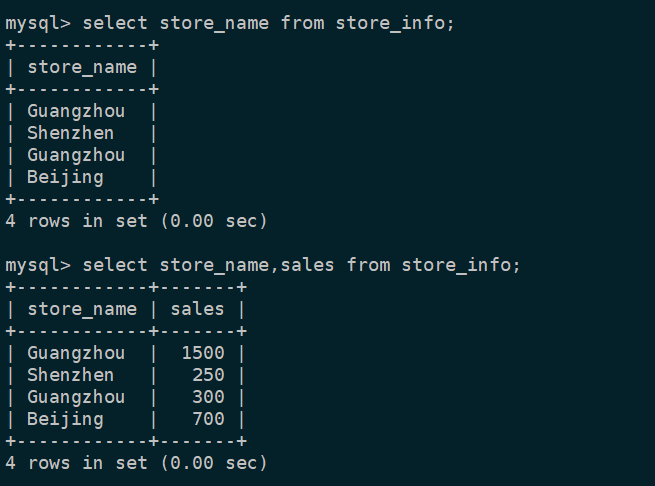 mysql> select store_name from store_info;
+------------+
| store_name |
+------------+
| Guangzhou  |
| Shenzhen   |
| Guangzhou  |
| Beijing    |
+------------+
4 rows in set (0.00 sec)

mysql> select store_name,sales from store_info;
+------------+-------+
| store_name | sales |
+------------+-------+
| Guangzhou  |  1500 |
| Shenzhen   |   250 |
| Guangzhou  |   300 |
| Beijing    |   700 |
+------------+-------+
4 rows in set (0.00 sec)